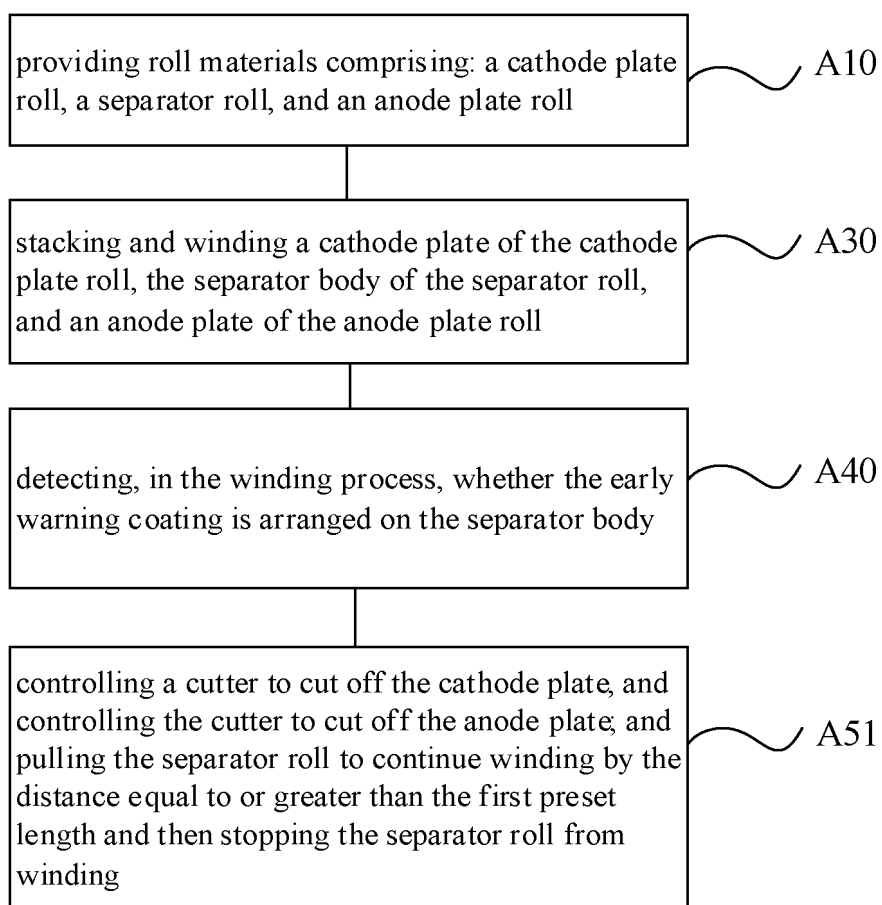 providing roll materials comprising: a cathode plate
roll, a separator roll, and an anode plate roll
A10
stacking and winding a cathode plate of the cathode
plate roll, the separator body of the separator roll,
and an anode plate of the anode plate roll
A30
detecting, in the winding process, whether the early
warning coating is arranged on the separator body
A40
controlling a cutter to cut off the cathode plate, and
controlling the cutter to cut off the anode plate; and
pulling the separator roll to continue winding by the
distance equal to or greater than the first preset
length and then stopping the separator roll from
winding
A51